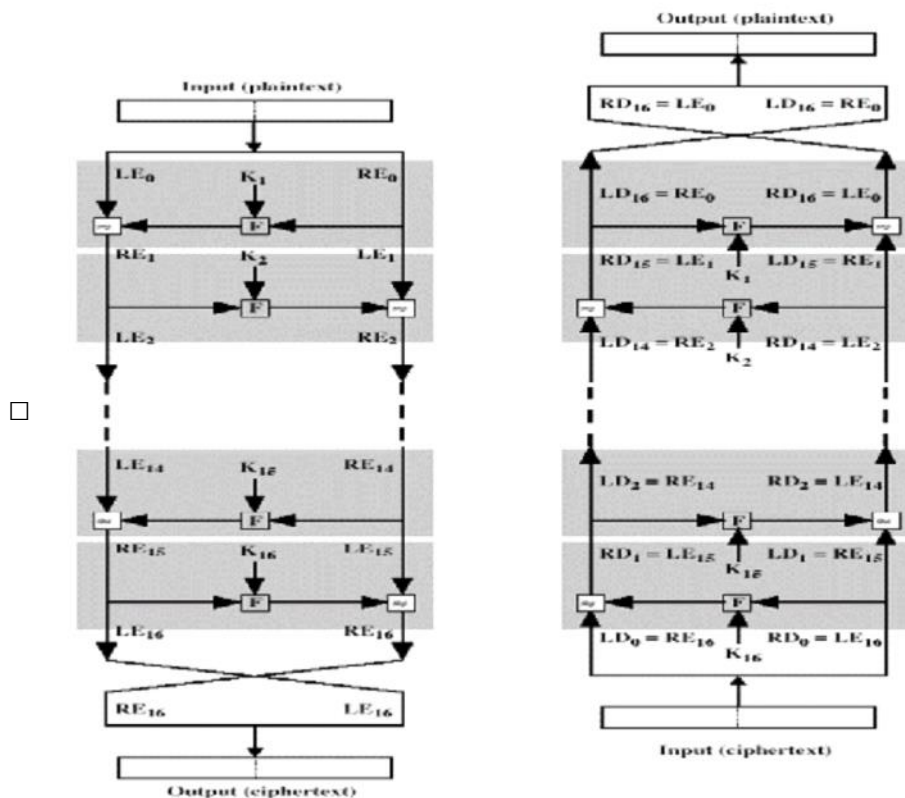 Input (plaintext)
LE0
K1
RE0
F
RE1
K2
LE1
F
LE2
RE2
LE14
K15
RE14
F
RE15
K16
LE15
F
LE16
RE16
RE16
LE16
Output (ciphertext)
Output (plaintext)
RD16 = LE0
LD16 = RE0
LD16 = RE0
RD16 = LE0
F
RD15 = LE1
K1
LD15 = RE1
F
LD14 = RE2
K2
RD14 = LE2
LD2 = RE14
RD2 = LE14
F
RD1 = LE15
K15
LD1 = RE15
F
LD0 = RE16
K16
RD0 = LE16
Input (ciphertext)